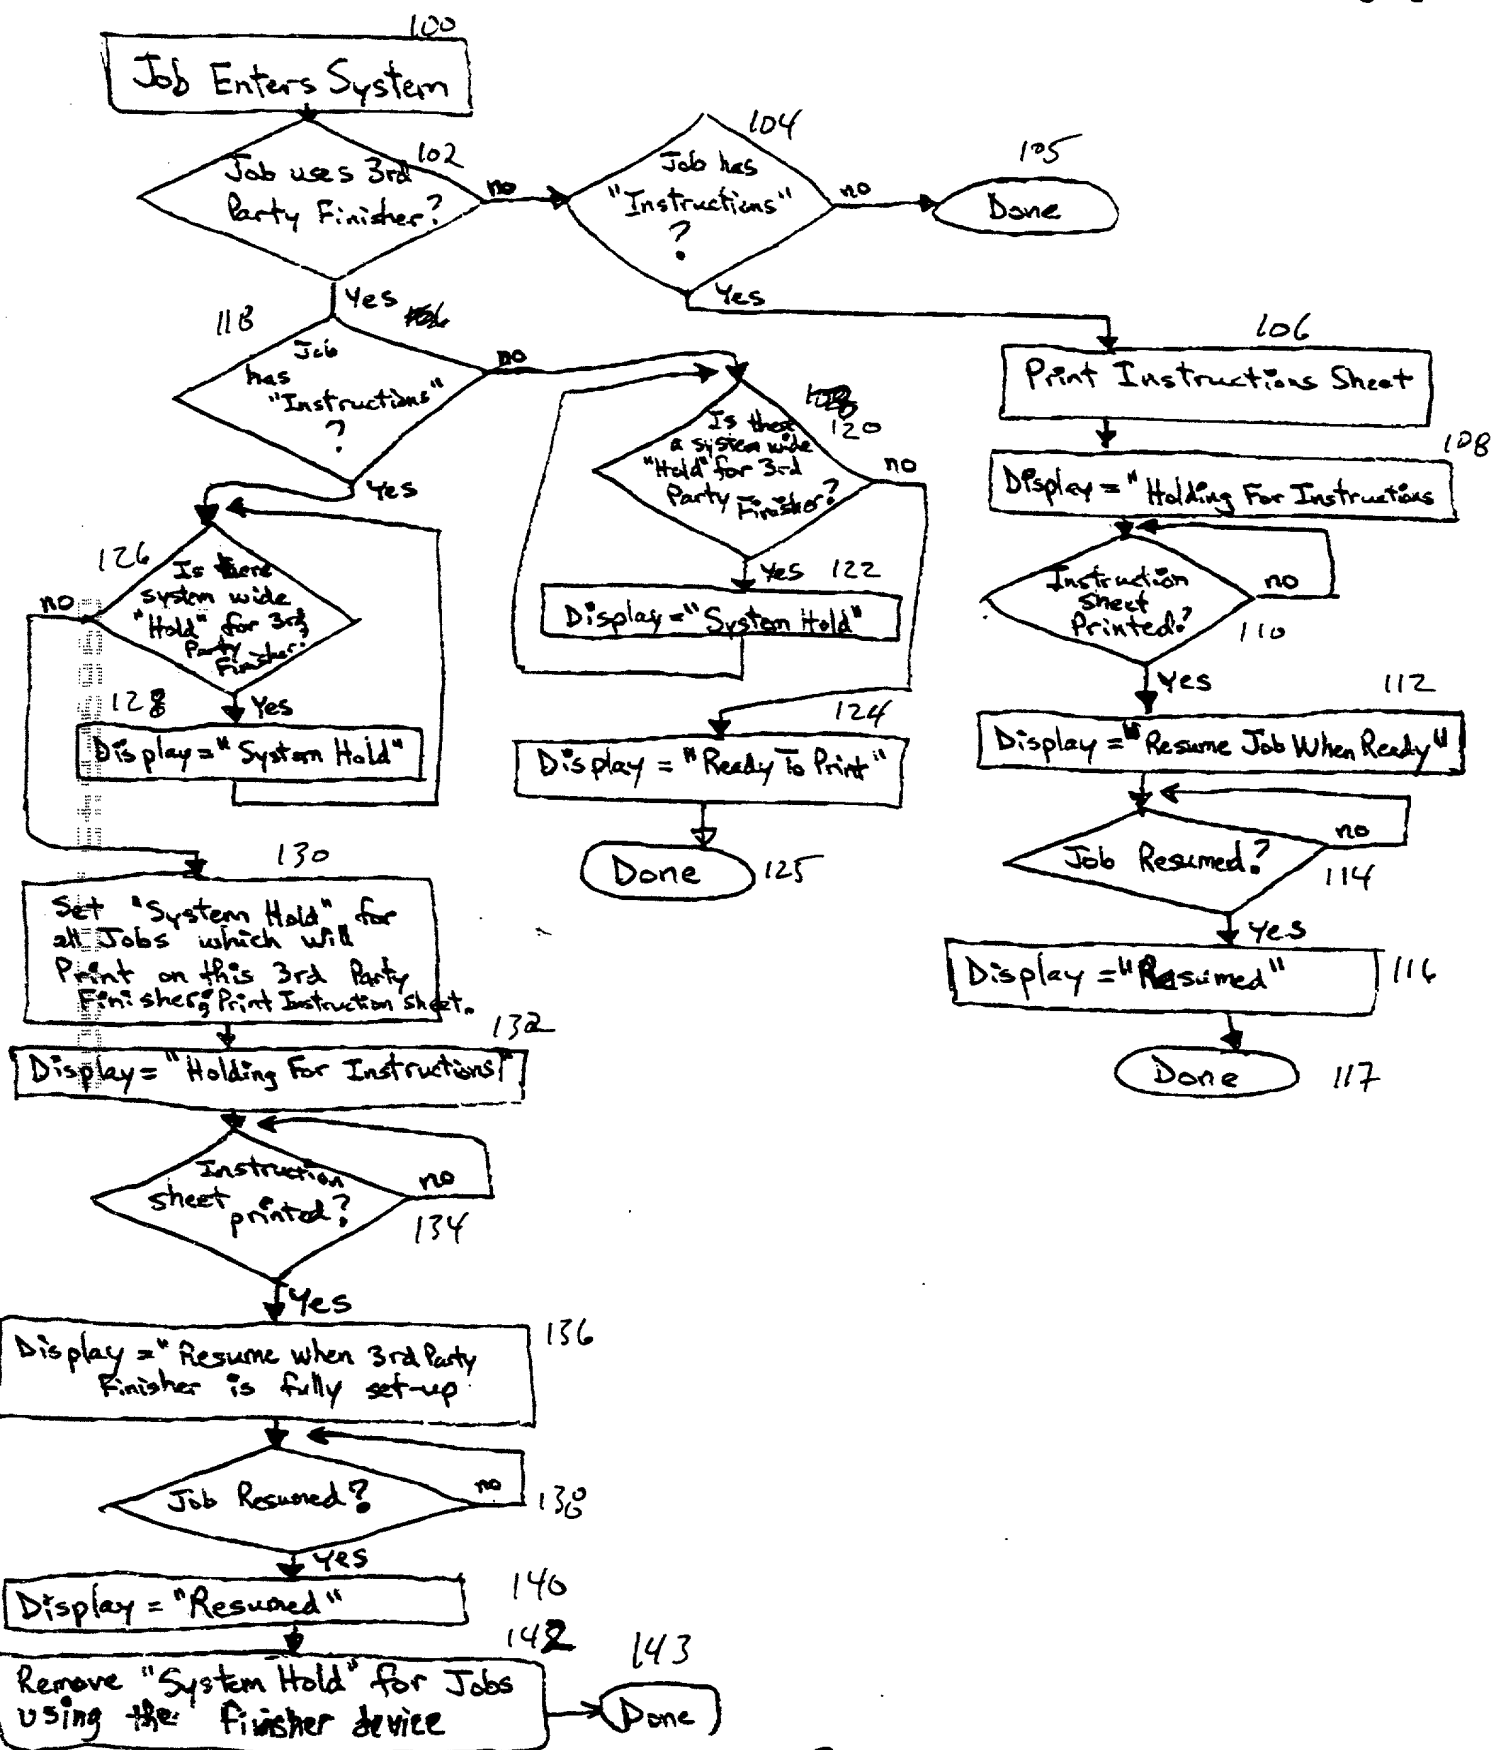 100
Job Enters System
102
Job uses 3rd
Party Finisher?
no
104
Job has
"Instructions"
?
no
105
Done
Yes
Yes
118
Job
has
"Instructions"
?
no
Yes
120
Is there
a system wide
"Hold" for 3rd
Party Finisher?
no
Yes
122
Display = "System Hold"
124
Display = "Ready To Print"
Done
125
106
Print Instructions Sheet
108
Display = "Holding For Instructions
Instruction
sheet
Printed?
no
110
Yes
112
Display = "Resume Job When Ready"
Job Resumed?
no
114
Yes
Display = "Resumed"
116
Done
117
126
Is there
system wide
"Hold" for 3rd
Party
Finisher?
no
128
Yes
Display = "System Hold"
130
Set "System Hold" for
all Jobs which will
Print on this 3rd Party
Finisher; Print Instruction sheet.
132
Display = "Holding For Instructions"
Instruction
sheet printed?
no
134
Yes
136
Display = "Resume when 3rd Party
Finisher is fully set-up
Job Resumed?
no
138
Yes
140
Display = "Resumed"
142
Remove "System Hold" for Jobs
using the finisher device
143
Done